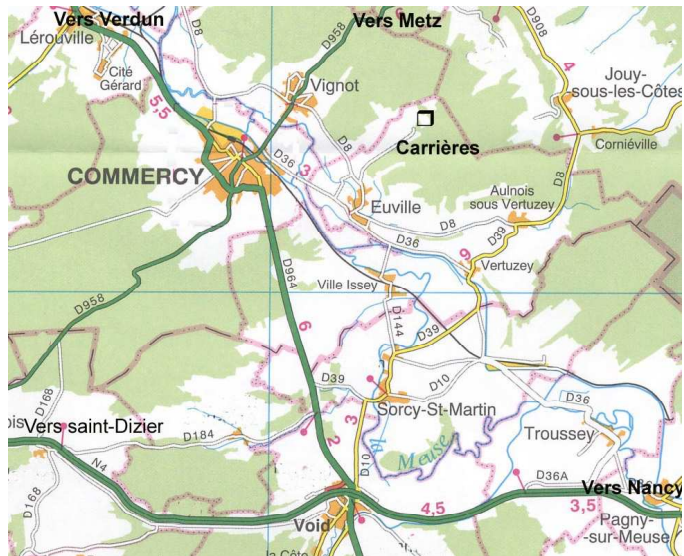 Vers Verdun
Lérouville
Cité
Gérard
D8
5,5
D958
Vers Metz
Vignot
D908
4
Jouy-
sous-les-Côtes
D8
Carrières
Corniéville
D36
3
COMMERCY
Euville
Aulnois
sous Vertuzey
D8
D8
D39
D36
9
Vertuzey
D964
Ville Issey
D958
6
D144
D39
D168
D39
D10
Sorcy-St-Martin
D36
Vers saint-Dizier
D184
2
3
D10
la
Meuse
Troussey
N4
D168
D36A
Vers Nancy
4,5
3,5
Void
Pagny-
sur-Meuse
la Côte